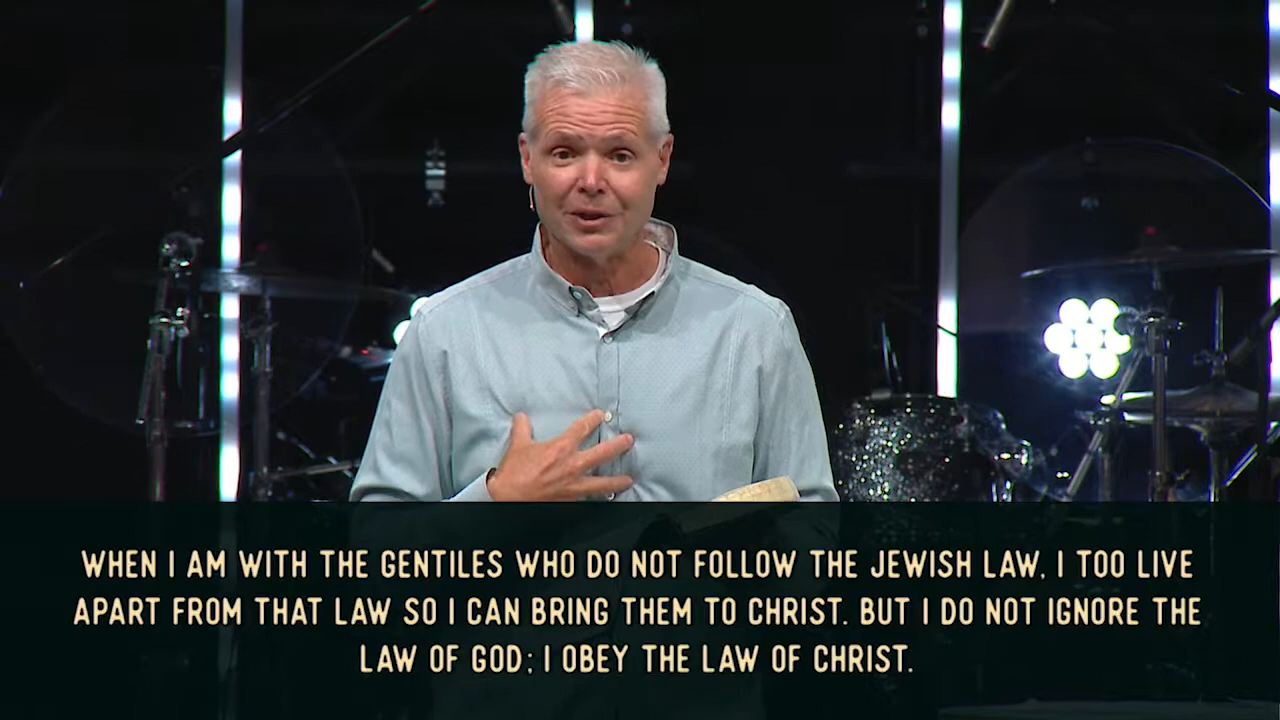 WHEN I AM WITH THE GENTILES WHO DO NOT FOLLOW THE JEWISH LAW, I TOO LIVE
APART FROM THAT LAW SO I CAN BRING THEM TO CHRIST. BUT I DO NOT IGNORE THE
LAW OF GOD; I OBEY THE LAW OF CHRIST.